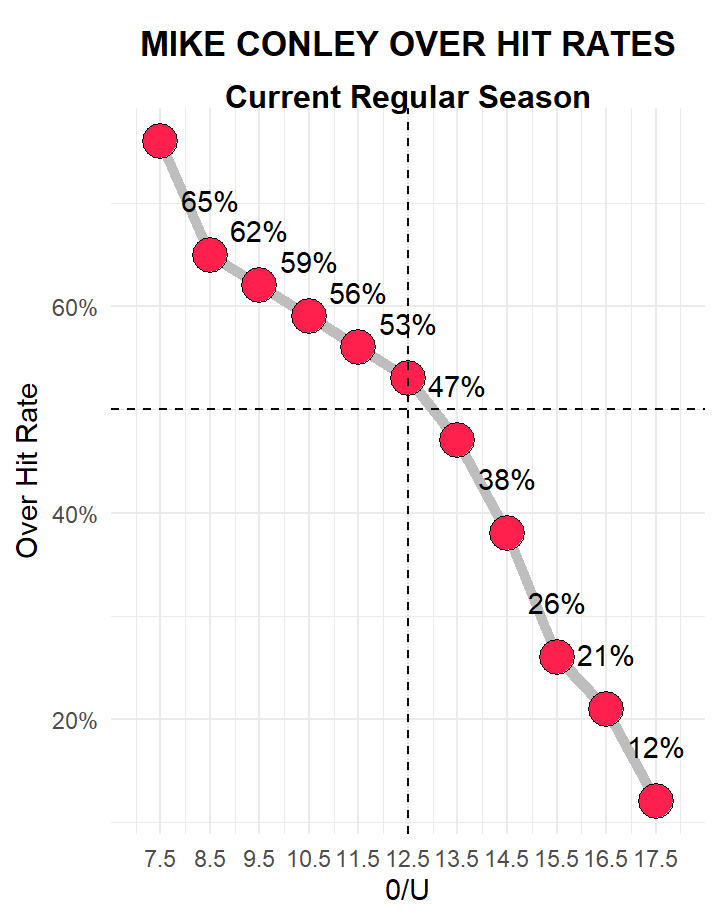 MIKE CONLEY OVER HIT RATES
Current Regular Season
65%
62%
59%
56%
53%
47%
38%
26%
21%
12%
60%
40%
20%
Over Hit Rate
7.5 8.5 9.5 10.5 11.5 12.5 13.5 14.5 15.5 16.5 17.5
0/U